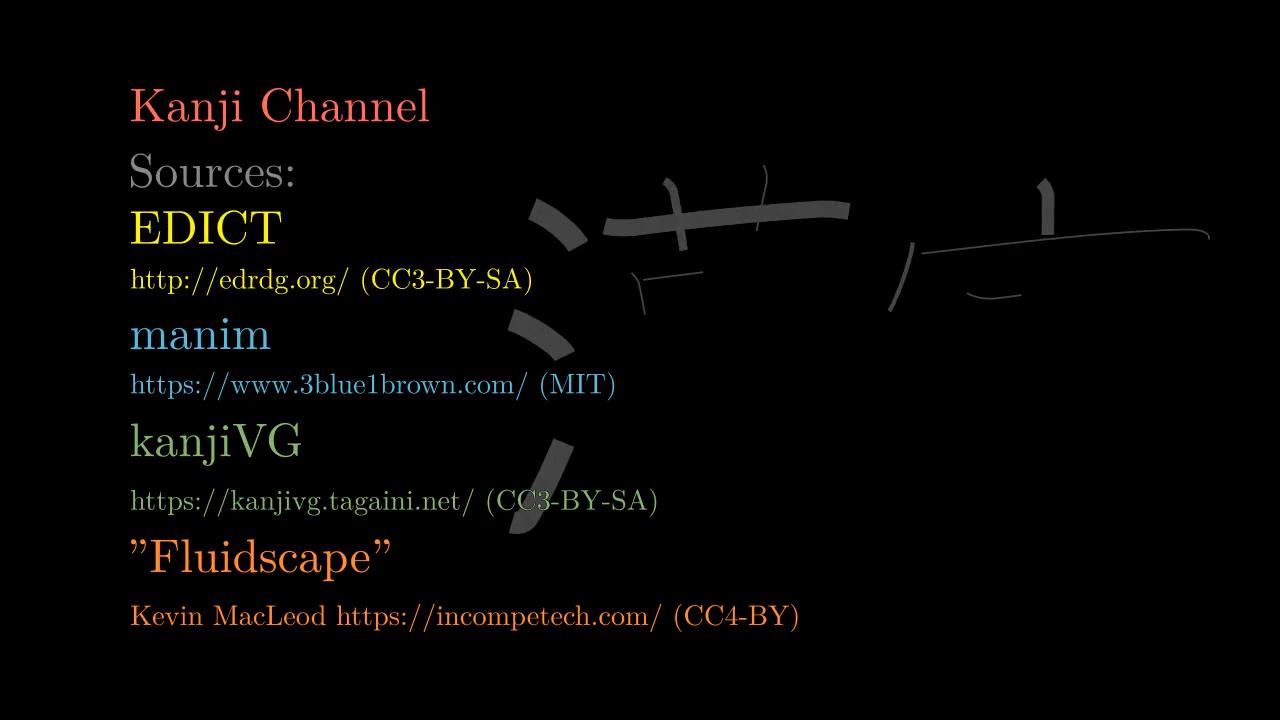 Kanji Channel
Sources:
EDICT
http://edrdg.org/ (CC3-BY-SA)
manim
https://www.3blue1brown.com/ (MIT)
kanjiVG
https://kanjivg.tagaini.net/ (CC3-BY-SA)
”Fluidscape”
Kevin MacLeod https://incompetech.com/ (CC4-BY)